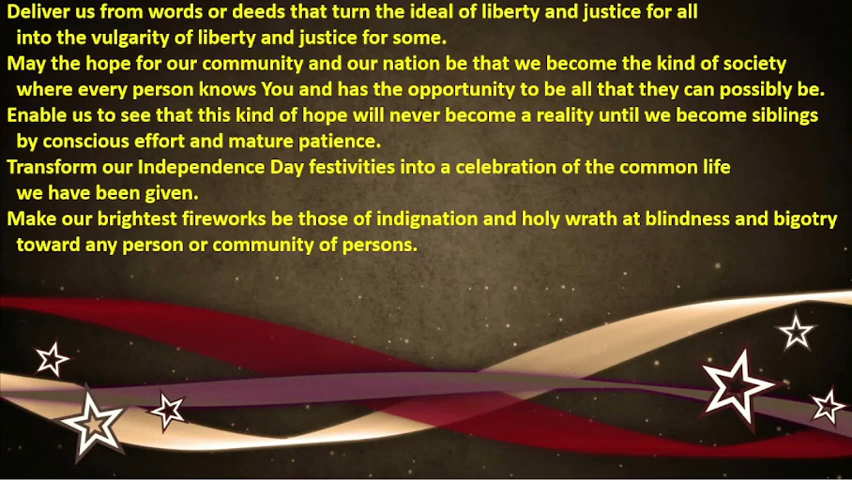 Deliver us from words or deeds that turn the ideal of liberty and justice for all
into the vulgarity of liberty and justice for some.
May the hope for our community and our nation be that we become the kind of society
where every person knows You and has the opportunity to be all that they can possibly be.
Enable us to see that this kind of hope will never become a reality until we become siblings
by conscious effort and mature patience.
Transform our Independence Day festivities into a celebration of the common life
we have been given.
Make our brightest fireworks be those of indignation and holy wrath at blindness and bigotry
toward any person or community of persons.